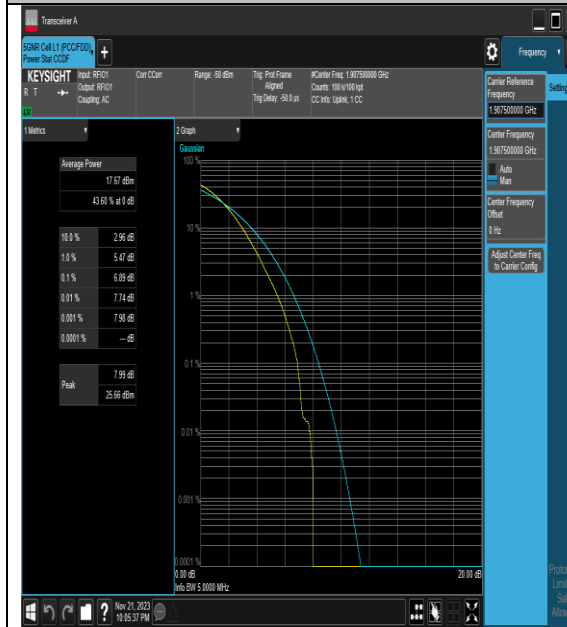 Transceiver A
5GNR Cell L1 (PCC/FDD),
Power Stat CCDF
Frequency
KEYSIGHT
R T
Input: RFIO1
Output: RFIO1
Coupling: AC
Corr CCorr
Range: -50 dBm
Trig: Prot Frame
Aligned
Trig Delay: -50.0 µs
#Center Freq: 1.907500000 GHz
Counts: 100 k/100 kpt
CC Info: Uplink, 1 CC
1 Metrics
Average Power
17.67 dBm
43.60 % at 0 dB
10.0 % 2.96 dB
1.0 % 5.47 dB
0.1 % 6.89 dB
0.01 % 7.74 dB
0.001 % 7.98 dB
0.0001 % --- dB
Peak
7.99 dB
25.66 dBm
2 Graph
Gaussian
100 %
10 %
1 %
0.1 %
0.01 %
0.001 %
0.0001 %
0.00 dB
20.00 dB
Info BW 5.0000 MHz
Carrier Reference
Frequency
1.907500000 GHz
Center Frequency
1.907500000 GHz
Auto
Man
Center Frequency
Offset
0 Hz
Adjust Center Freq
to Carrier Config
Setting
Nov 21, 2023
10:05:37 PM